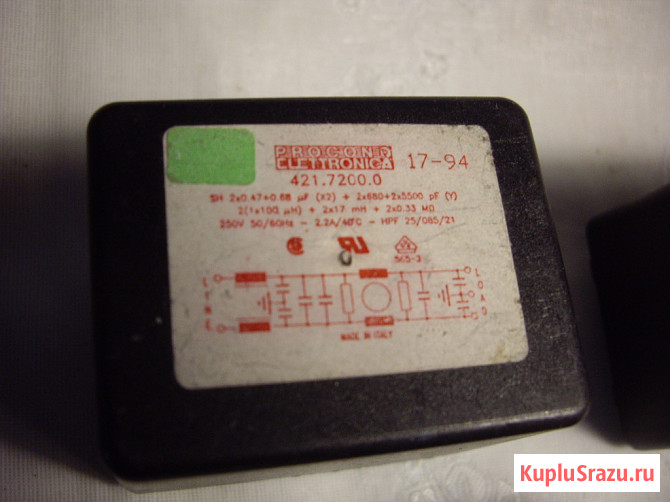 PROCOND
ELETTRONICA 17-94
421.7200.0
SH 2x0.47+0.68 µF (X2) + 2x680+2x5500 pF (Y)
2(1x100 µH) + 2x17 mH + 2x0.33 MΩ
250V 50/60Hz - 2.2A/40°C - HPF 25/085/21
565-2
LINE
LOAD
MADE IN ITALY
KupluSrazu.ru